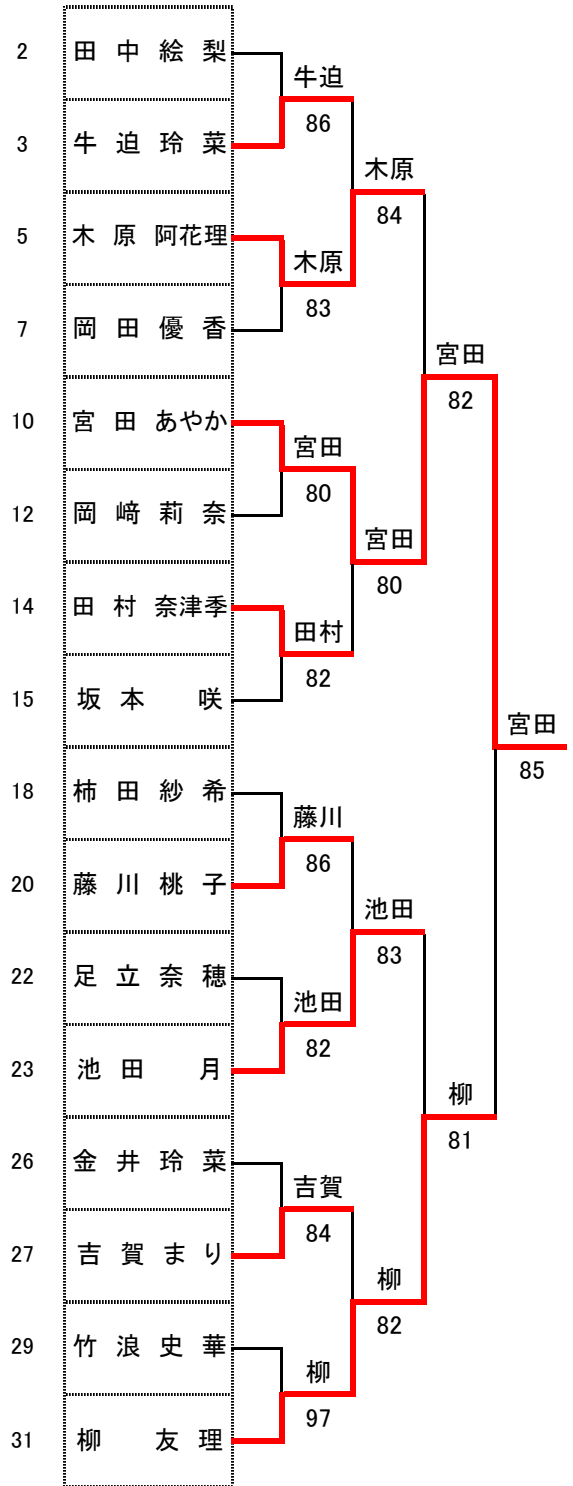 2 田中絵梨
牛迫
86
3 牛迫玲菜
木原
84
5 木原阿花理
木原
83
7 岡田優香
宮田
82
10 宮田あやか
宮田
80
12 岡﨑莉奈
宮田
80
14 田村奈津季
田村
82
15 坂本 咲
宮田
85
18 柿田紗希
藤川
86
20 藤川桃子
池田
83
22 足立奈穂
池田
82
23 池田 月
柳
81
26 金井玲菜
吉賀
84
27 吉賀まり
柳
82
29 竹浪史華
柳
97
31 柳 友理